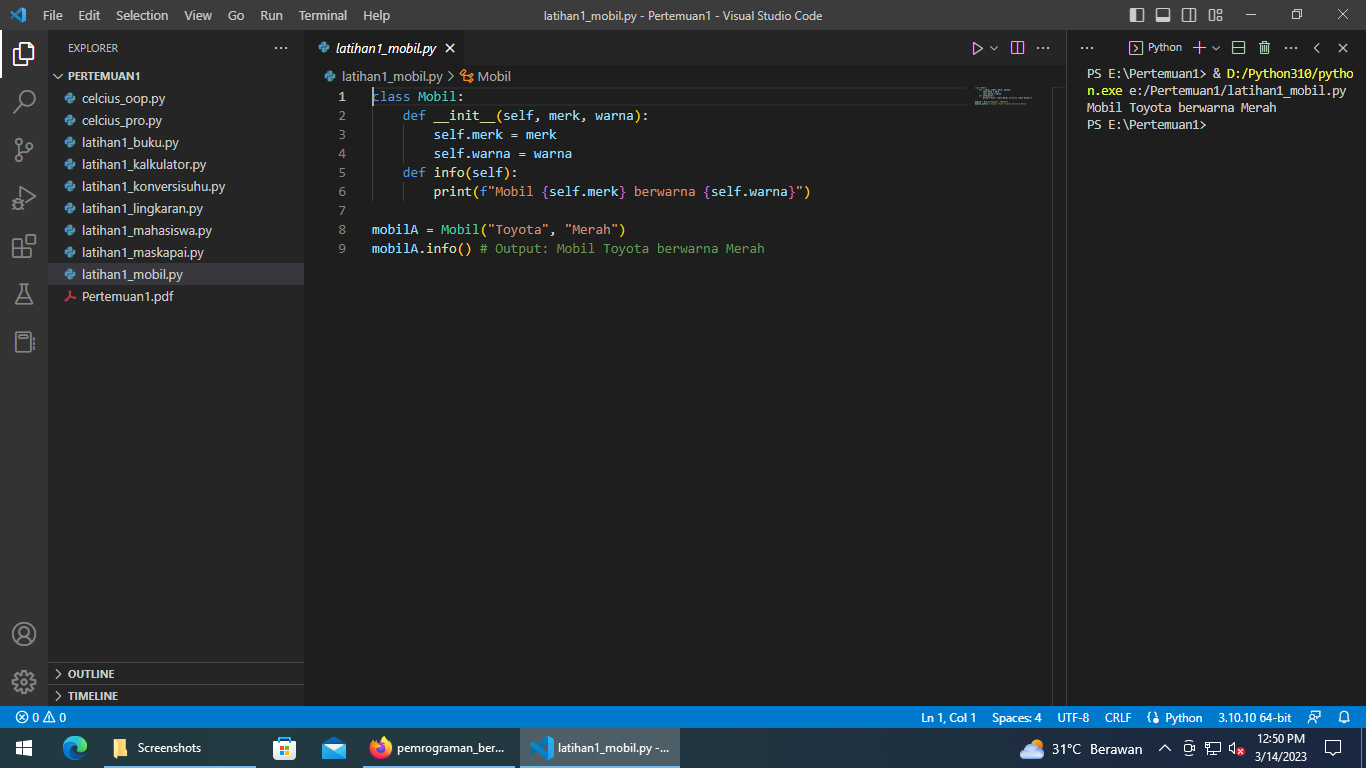 File Edit Selection View Go Run Terminal Help
latihan1_mobil.py - Pertemuan1 - Visual Studio Code
EXPLORER
PERTEMUAN1
celcius_oop.py
celcius_pro.py
latihan1_buku.py
latihan1_kalkulator.py
latihan1_konversisuhu.py
latihan1_lingkaran.py
latihan1_mahasiswa.py
latihan1_maskapai.py
latihan1_mobil.py
Pertemuan1.pdf
OUTLINE
TIMELINE
latihan1_mobil.py
latihan1_mobil.py > Mobil
1 class Mobil:
2     def __init__(self, merk, warna):
3         self.merk = merk
4         self.warna = warna
5     def info(self):
6         print(f"Mobil {self.merk} berwarna {self.warna}")
7
8 mobilA = Mobil("Toyota", "Merah")
9 mobilA.info() # Output: Mobil Toyota berwarna Merah
Python
PS E:\Pertemuan1> & D:/Python310/pytho
n.exe e:/Pertemuan1/latihan1_mobil.py
Mobil Toyota berwarna Merah
PS E:\Pertemuan1>
0 0
Ln 1, Col 1 Spaces: 4 UTF-8 CRLF Python 3.10.10 64-bit
Screenshots
pemrograman_ber...
latihan1_mobil.py -...
31°C Berawan
12:50 PM
3/14/2023